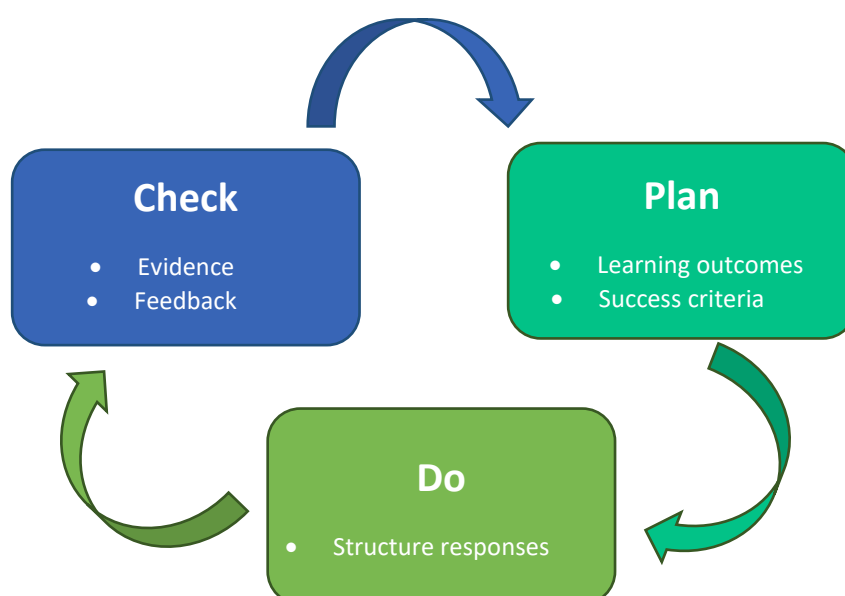 Check
• Evidence
• Feedback
Plan
• Learning outcomes
• Success criteria
Do
• Structure responses